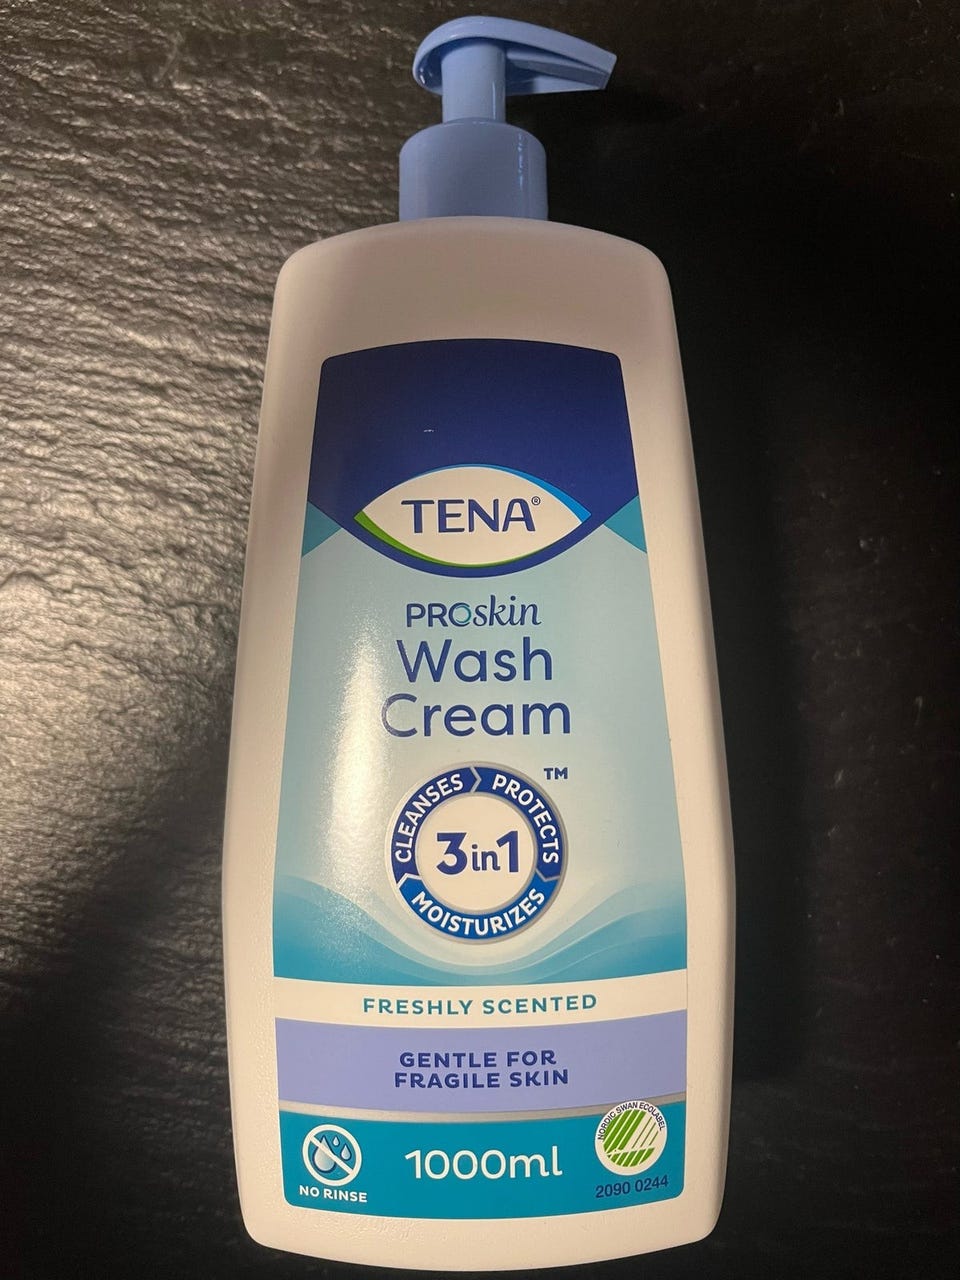 TENA®
PROskin
Wash
Cream
™
CLEANSES
PROTECTS
3in1
MOISTURIZES
FRESHLY SCENTED
GENTLE FOR
FRAGILE SKIN
NO RINSE
1000ml
NORDIC SWAN ECOLABEL
2090 0244